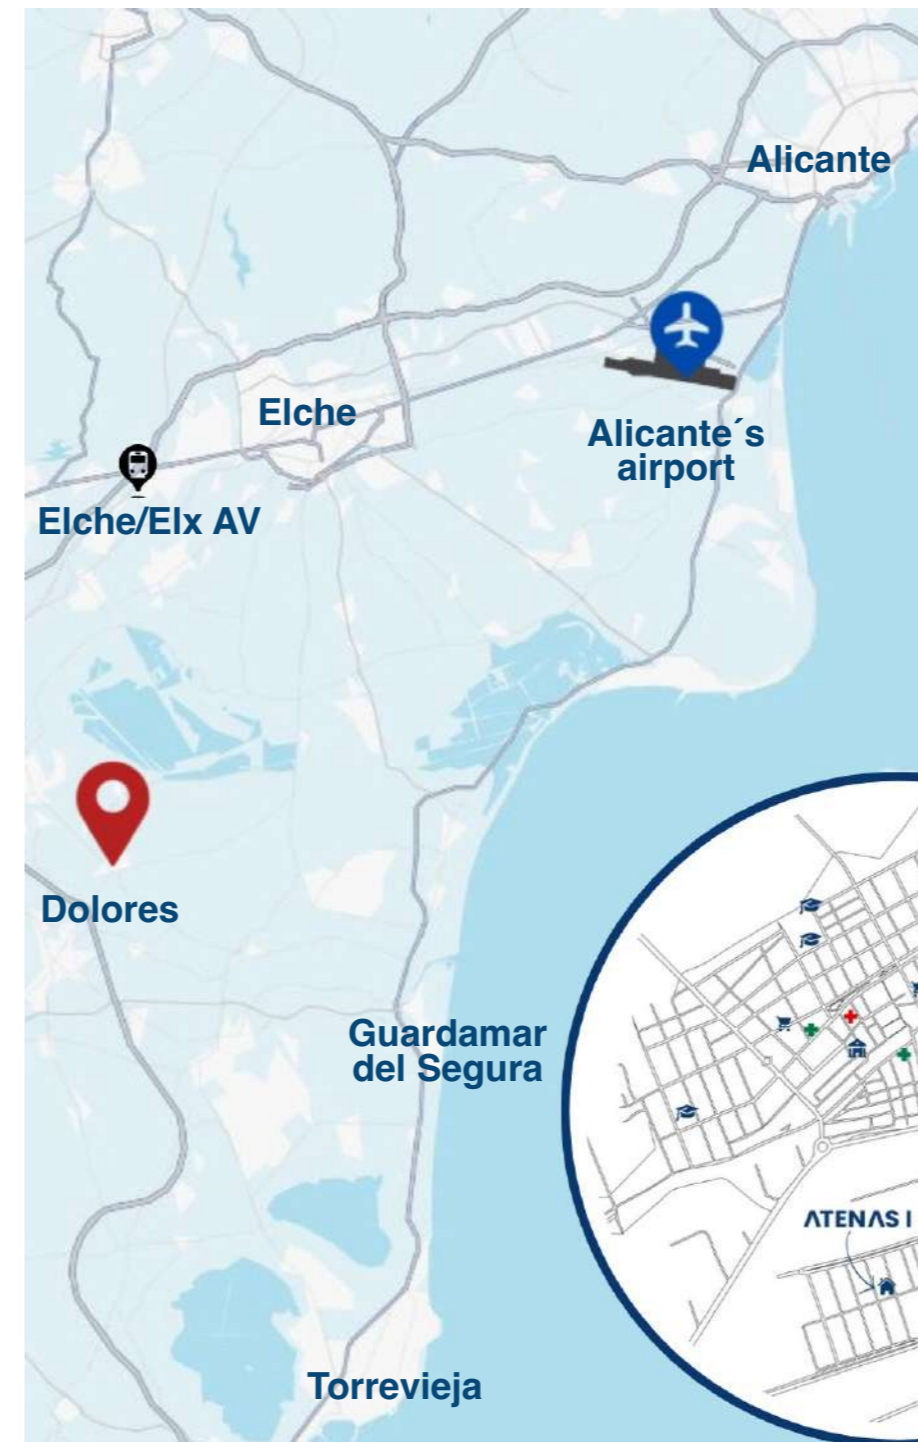 Alicante
Elche
Alicante´s
airport
Elche/Elx AV
Dolores
Guardamar
del Segura
ATENAS I
Torrevieja